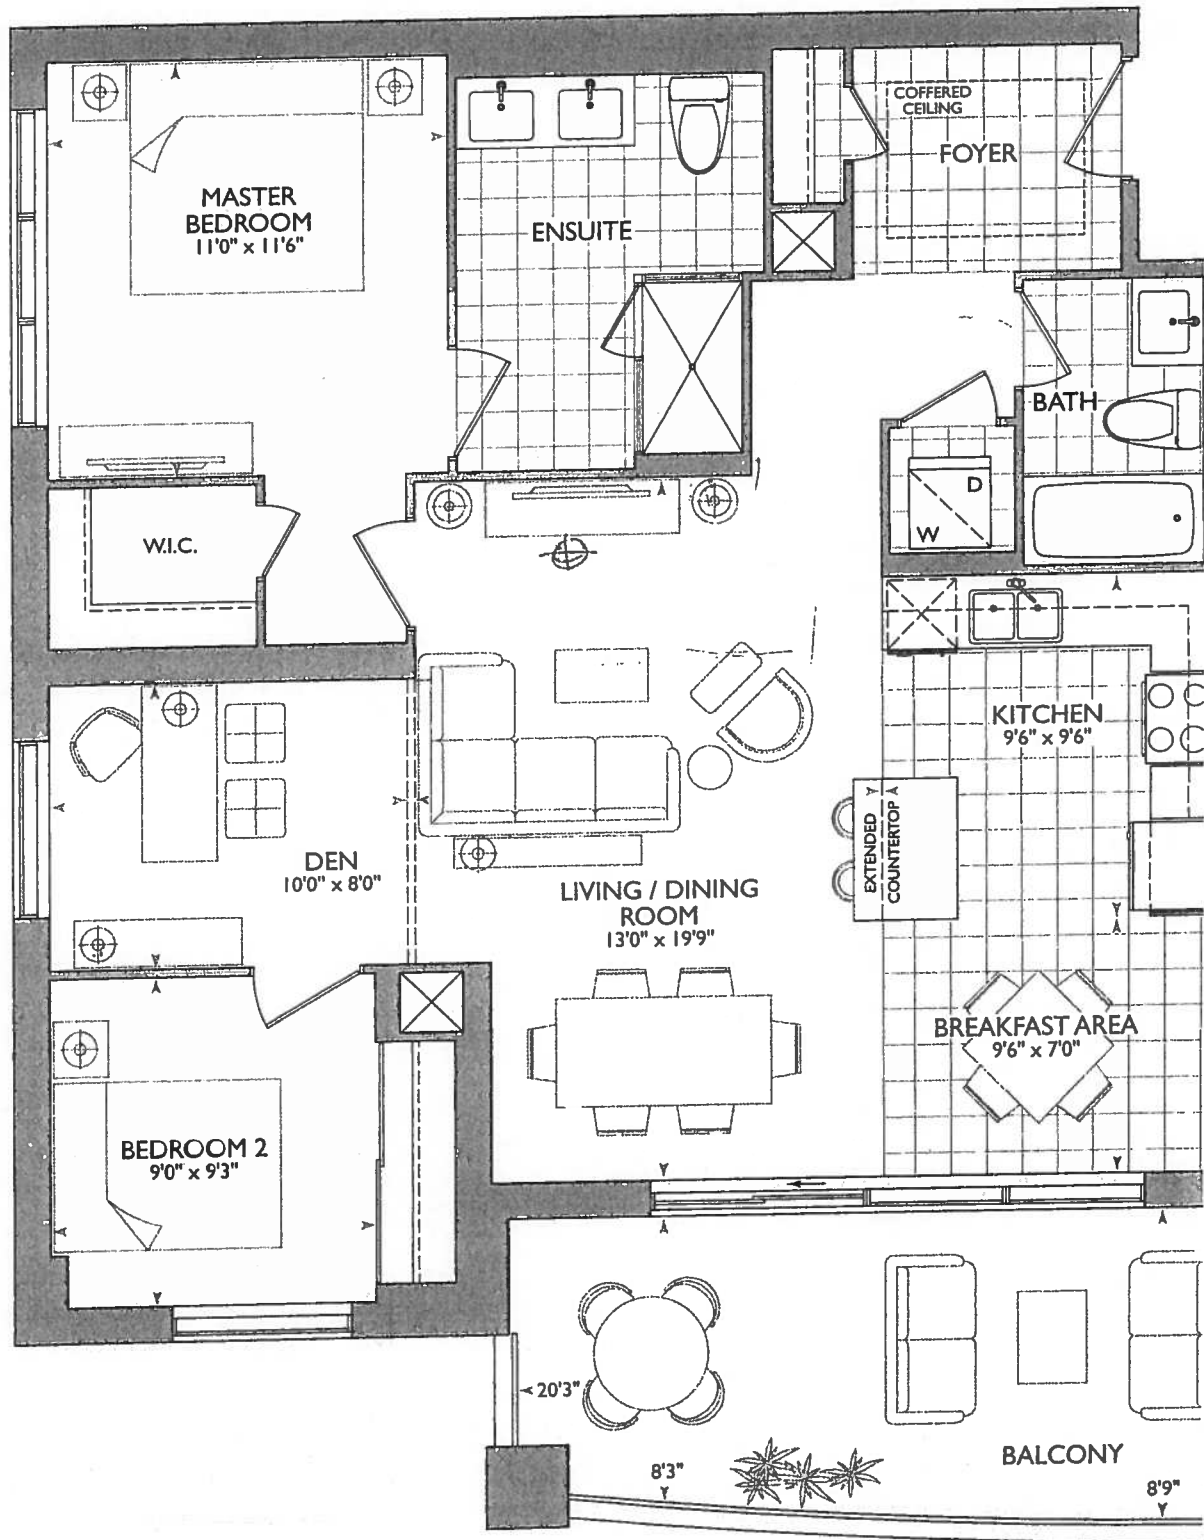 COFFERED
CEILING
FOYER
MASTER
BEDROOM
11'0" x 11'6"
ENSUITE
BATH
D
W
W.I.C.
KITCHEN
9'6" x 9'6"
EXTENDED
COUNTERTOP
DEN
10'0" x 8'0"
LIVING / DINING
ROOM
13'0" x 19'9"
BREAKFAST AREA
9'6" x 7'0"
BEDROOM 2
9'0" x 9'3"
20'3"
BALCONY
8'3"
8'9"